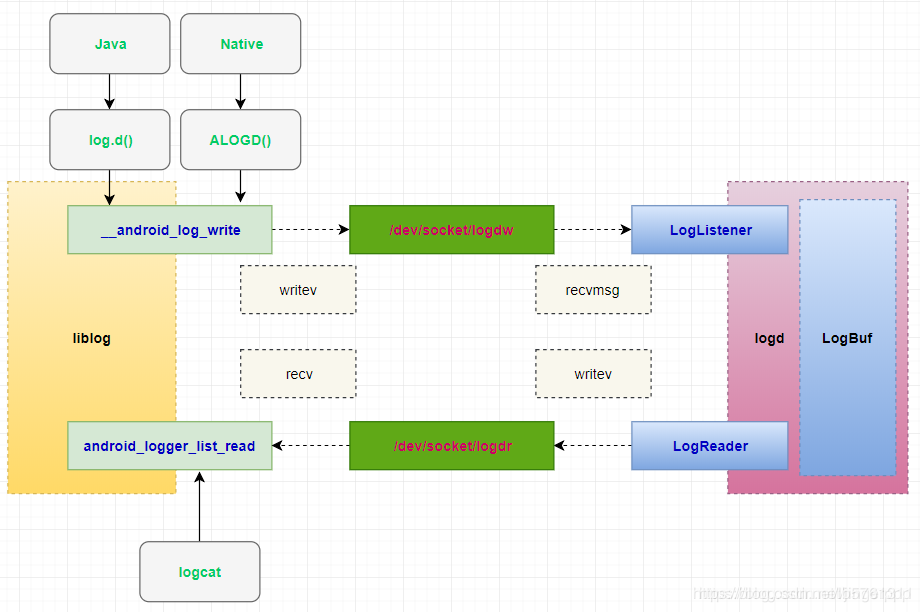 Java
Native
log.d()
ALOGD()
__android_log_write
/dev/socket/logdw
LogListener
writev
recvmsg
liblog
logd
LogBuf
recv
writev
android_logger_list_read
/dev/socket/logdr
LogReader
logcat